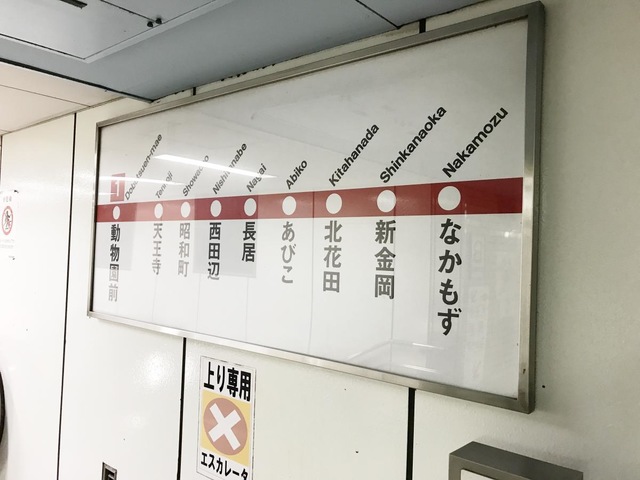 1
Dobutsuen-mae
Tennoji
Showacho
Nishitanabe
Nagai
Abiko
Kitahanada
Shinkanaoka
Nakamozu
動物園前
天王寺
昭和町
西田辺
長居
あびこ
北花田
新金岡
なかもず
上り専用
エスカレータ